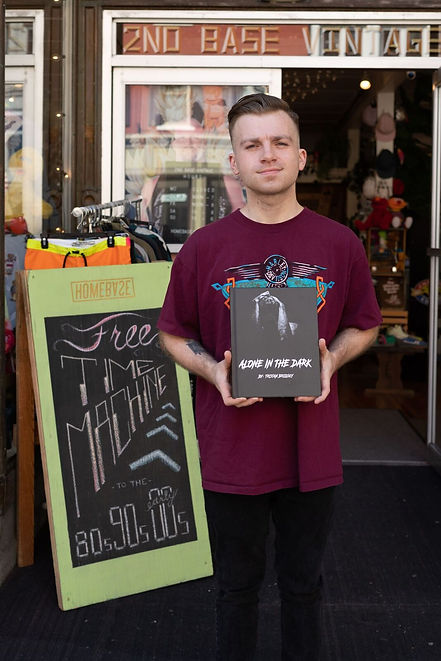 2ND BASE VINTAGE
HOMEBASE
Free
TIME
MACHINE
-TO THE-
early
80s 90s 00s
ALONE IN THE DARK